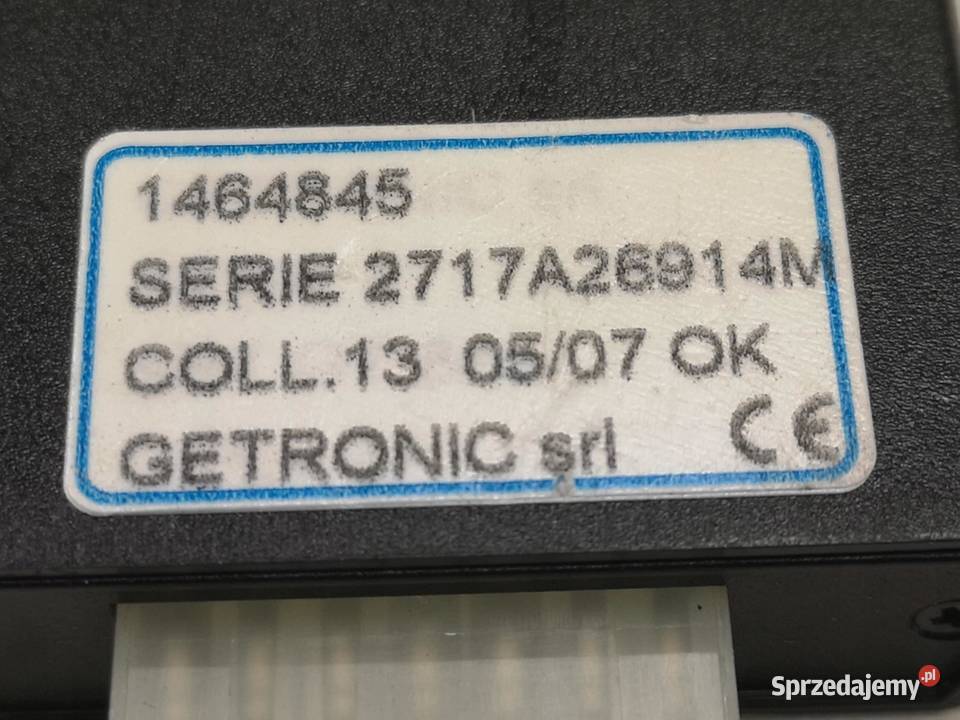 1464845
SERIE 2717A26914M
COLL.13 05/07 OK
GETRONIC srl CE
Sprzedajemy.pl